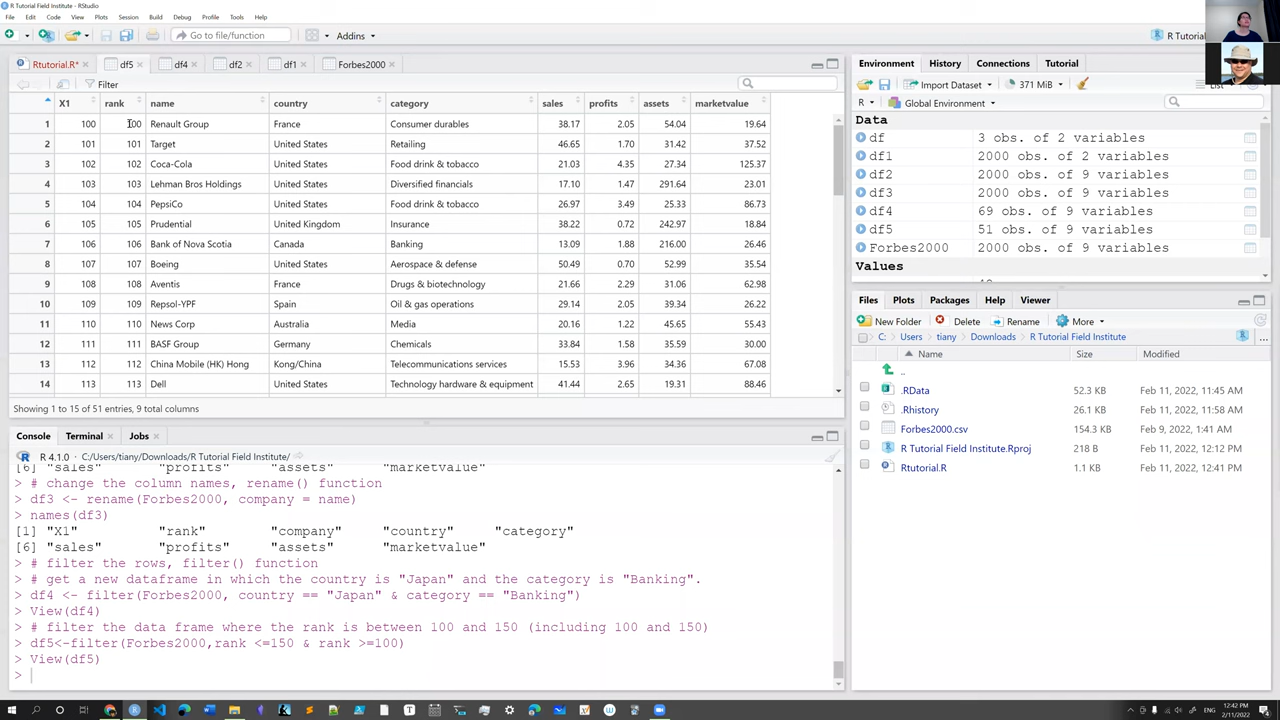 R Tutorial Field Institute - RStudio
File Edit Code View Plots Session Build Debug Profile Tools Help
Go to file/function Addins R Tutorial
Rtutorial.R* df5 df4 df2 df1 Forbes2000
Filter
X1 rank name country category sales profits assets marketvalue
1 100 100 Renault Group France Consumer durables 38.17 2.05 54.04 19.64
2 101 101 Target United States Retailing 46.65 1.70 31.42 37.52
3 102 102 Coca-Cola United States Food drink & tobacco 21.03 4.35 27.34 125.37
4 103 103 Lehman Bros Holdings United States Diversified financials 17.10 1.47 291.64 23.01
5 104 104 PepsiCo United States Food drink & tobacco 26.97 3.49 25.33 86.73
6 105 105 Prudential United Kingdom Insurance 38.22 0.72 242.97 18.84
7 106 106 Bank of Nova Scotia Canada Banking 13.09 1.88 216.00 26.46
8 107 107 Boeing United States Aerospace & defense 50.49 0.70 52.99 35.54
9 108 108 Aventis France Drugs & biotechnology 21.66 2.29 31.06 62.98
10 109 109 Repsol-YPF Spain Oil & gas operations 29.14 2.05 39.34 26.22
11 110 110 News Corp Australia Media 20.16 1.22 45.65 55.43
12 111 111 BASF Group Germany Chemicals 33.84 1.58 35.59 30.00
13 112 112 China Mobile (HK) Hong Kong/China Telecommunications services 15.53 3.96 34.36 67.08
14 113 113 Dell United States Technology hardware & equipment 41.44 2.65 19.31 88.46
Showing 1 to 15 of 51 entries, 9 total columns
Console Terminal Jobs
R 4.1.0 · C:/Users/tiany/Downloads/R Tutorial Field Institute/
[6] "sales" "profits" "assets" "marketvalue"
> # change the column names, rename() function
> df3 <- rename(Forbes2000, company = name)
> names(df3)
[1] "X1" "rank" "company" "country" "category"
[6] "sales" "profits" "assets" "marketvalue"
> # filter the rows, filter() function
> # get a new dataframe in which the country is "Japan" and the category is "Banking".
> df4 <- filter(Forbes2000, country == "Japan" & category == "Banking")
> View(df4)
> # filter the data frame where the rank is between 100 and 150 (including 100 and 150)
> df5<-filter(Forbes2000,rank <=150 & rank >=100)
> View(df5)
>
Environment History Connections Tutorial
Import Dataset 371 MiB List
R Global Environment
Data
df 3 obs. of 2 variables
df1 2000 obs. of 2 variables
df2 2000 obs. of 9 variables
df3 2000 obs. of 9 variables
df4 69 obs. of 9 variables
df5 51 obs. of 9 variables
Forbes2000 2000 obs. of 9 variables
Values
Files Plots Packages Help Viewer
New Folder Delete Rename More
C: Users tiany Downloads R Tutorial Field Institute ...
Name Size Modified
..
.RData 52.3 KB Feb 11, 2022, 11:45 AM
.Rhistory 26.1 KB Feb 11, 2022, 11:58 AM
Forbes2000.csv 154.3 KB Feb 9, 2022, 1:41 AM
R Tutorial Field Institute.Rproj 218 B Feb 11, 2022, 12:12 PM
Rtutorial.R 1.1 KB Feb 11, 2022, 12:41 PM
ENG
12:42 PM
2/11/2022